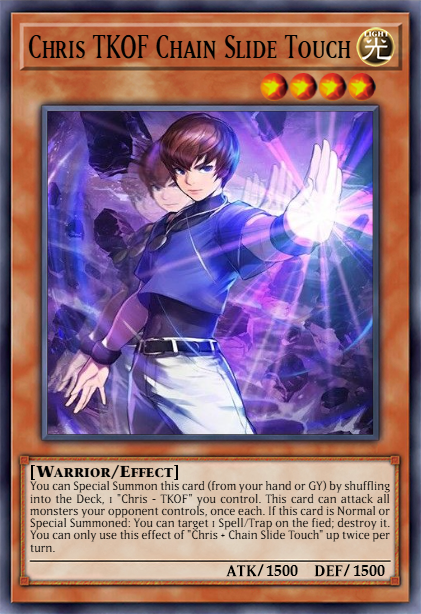 Chris TKOF Chain Slide Touch
LIGHT
光
[Warrior/Effect]
You can Special Summon this card (from your hand or GY) by shuffling
into the Deck, 1 "Chris - TKOF" you control. This card can attack all
monsters your opponent controls, once each. If this card is Normal or
Special Summoned: You can target 1 Spell/Trap on the fied; destroy it.
You can only use this effect of "Chris + Chain Slide Touch" up twice per
turn.
ATK/1500 DEF/1500